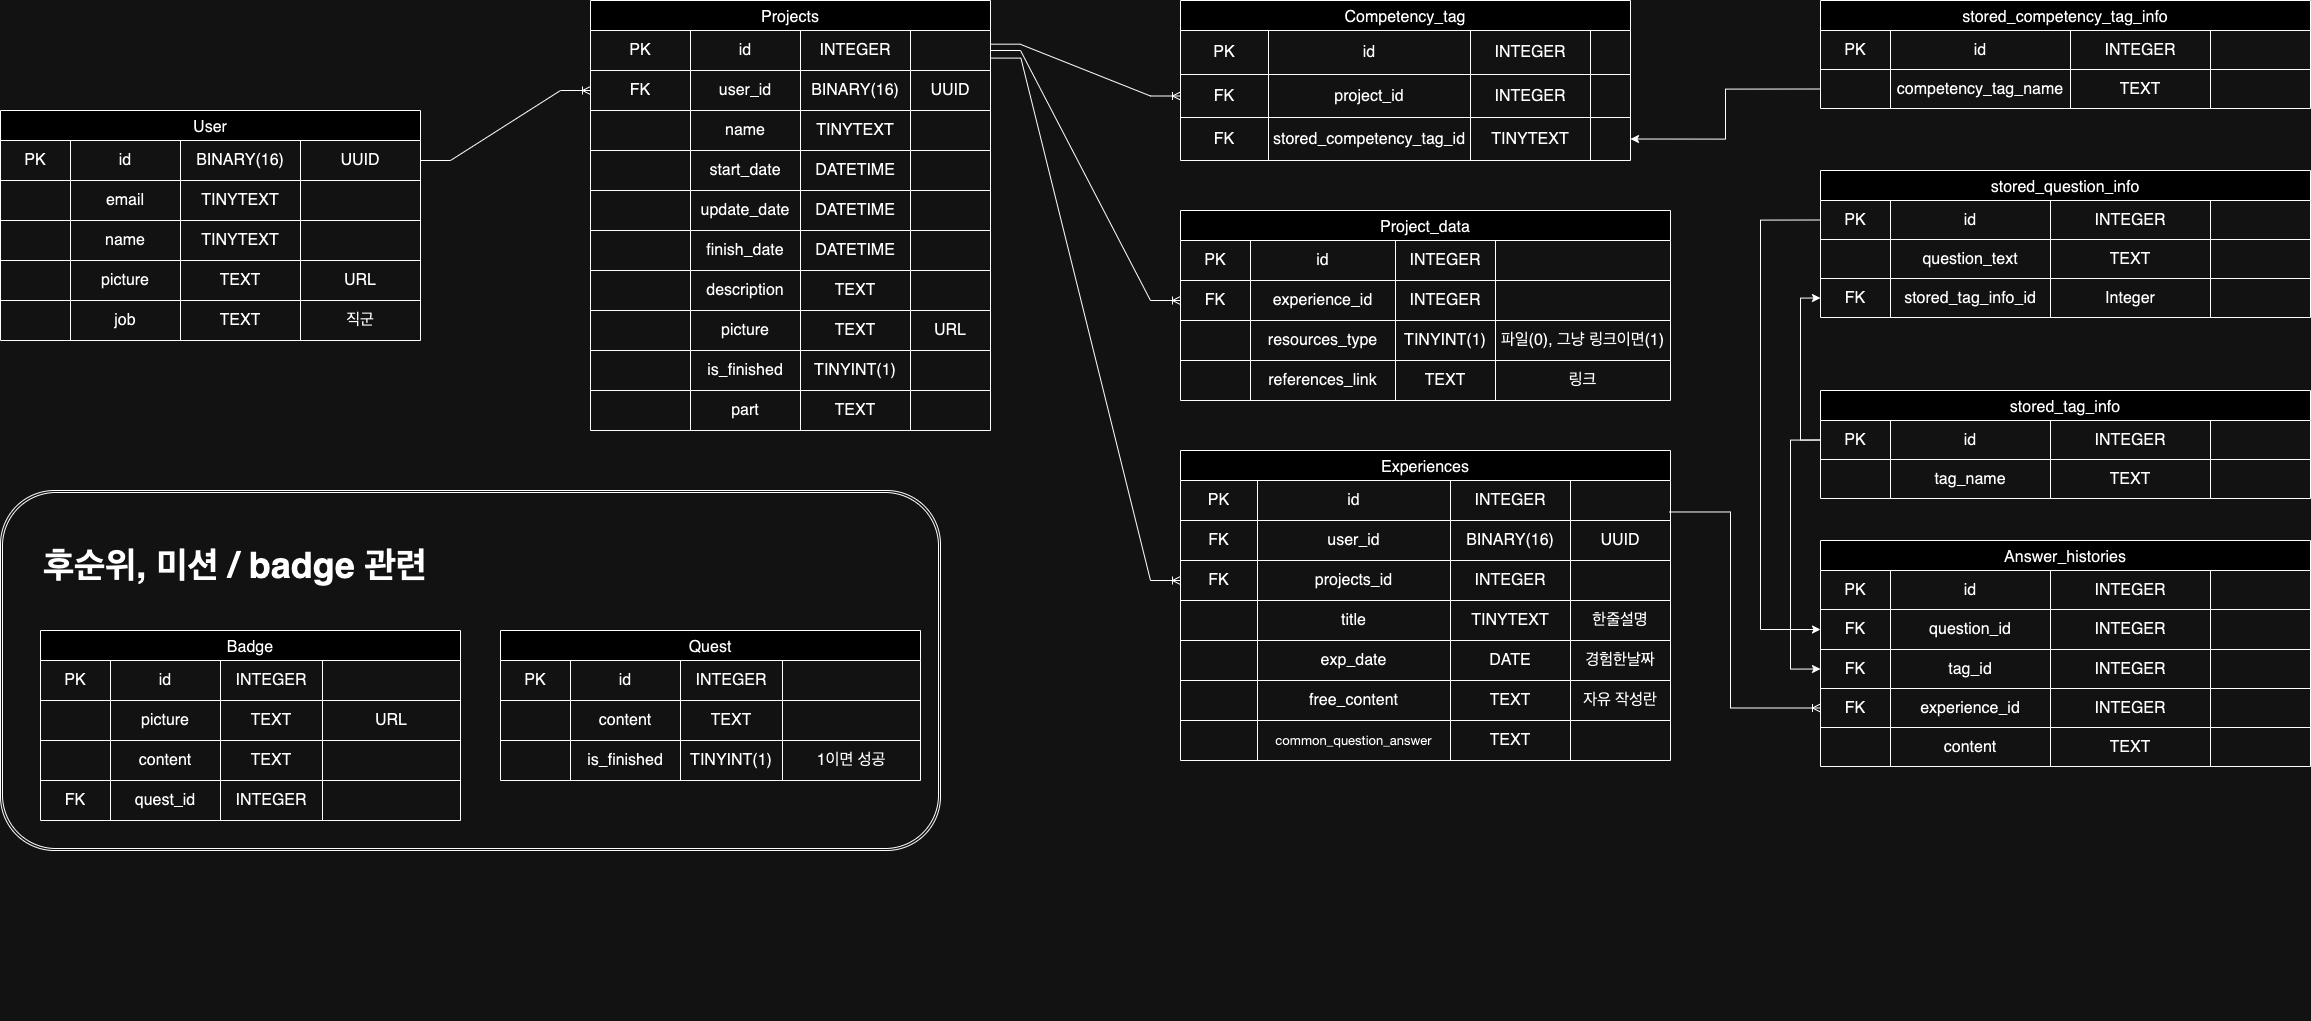 User
PK id BINARY(16) UUID
email TINYTEXT
name TINYTEXT
picture TEXT URL
job TEXT 직군
Projects
PK id INTEGER
FK user_id BINARY(16) UUID
name TINYTEXT
start_date DATETIME
update_date DATETIME
finish_date DATETIME
description TEXT
picture TEXT URL
is_finished TINYINT(1)
part TEXT
Competency_tag
PK id INTEGER
FK project_id INTEGER
FK stored_competency_tag_id TINYTEXT
Project_data
PK id INTEGER
FK experience_id INTEGER
resources_type TINYINT(1) 파일(0), 그냥 링크이면(1)
references_link TEXT 링크
Experiences
PK id INTEGER
FK user_id BINARY(16) UUID
FK projects_id INTEGER
title TINYTEXT 한줄설명
exp_date DATE 경험한날짜
free_content TEXT 자유 작성란
common_question_answer TEXT
stored_competency_tag_info
PK id INTEGER
competency_tag_name TEXT
stored_question_info
PK id INTEGER
question_text TEXT
FK stored_tag_info_id Integer
stored_tag_info
PK id INTEGER
tag_name TEXT
Answer_histories
PK id INTEGER
FK question_id INTEGER
FK tag_id INTEGER
FK experience_id INTEGER
content TEXT
후순위, 미션 / badge 관련
Badge
PK id INTEGER
picture TEXT URL
content TEXT
FK quest_id INTEGER
Quest
PK id INTEGER
content TEXT
is_finished TINYINT(1) 1이면 성공